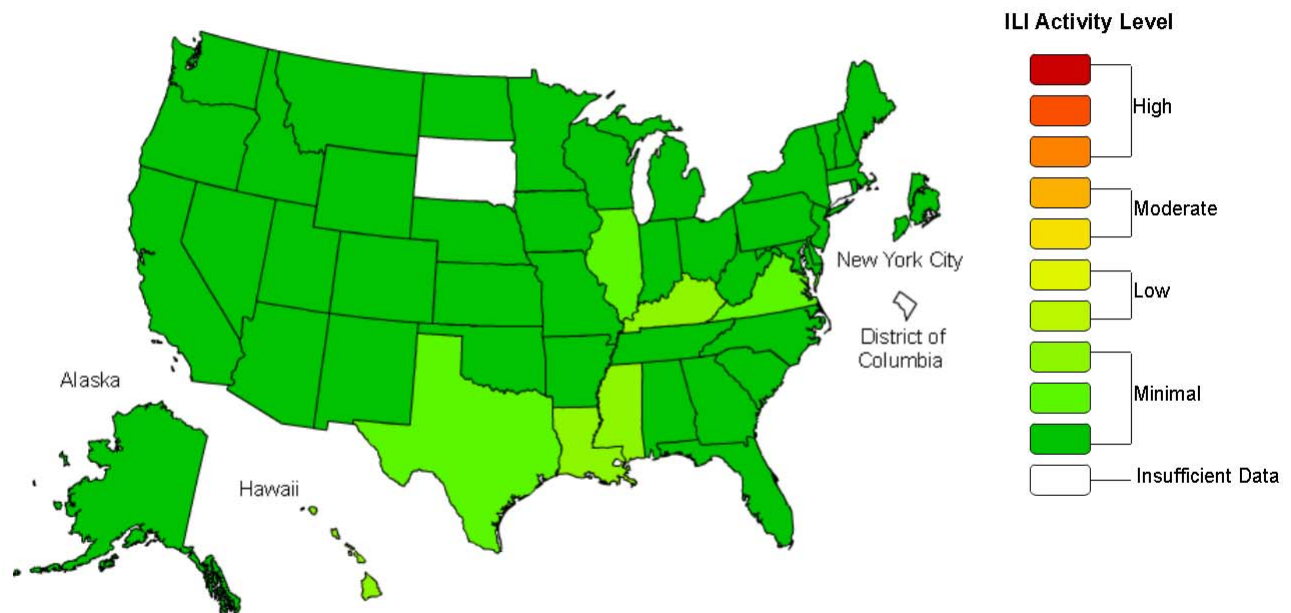 ILI Activity Level
High
Moderate
Low
Minimal
Insufficient Data
New York City
District of
Columbia
Alaska
Hawaii